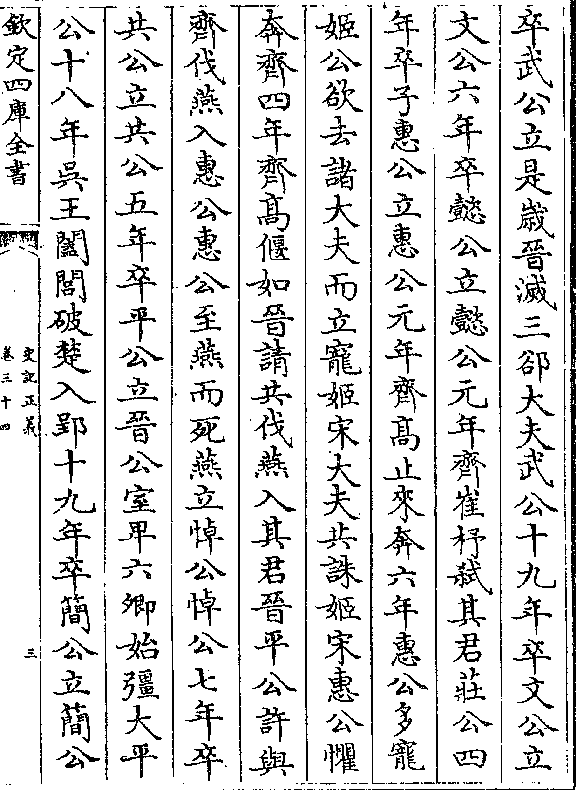 卒武公立是歲晉滅三郤大夫武公十九年卒文公立
文公六年卒懿公立懿公元年齊崔杼弑其君莊公四
年卒子惠公立惠公元年齊髙止來奔六年惠公多寵
姬公欲去諸大夫而立寵姬宋大夫共誅姬宋惠公懼
奔齊四年齊髙偃如晉請共伐燕入其君晉平公許與
齊伐燕入惠公惠公至燕而死燕立悼公悼公七年卒
共公立共公五年卒平公立晉公室卑六卿始彊大平
公十八年吳王闔閭破楚入郢十九年卒簡公立簡公
欽定四庫全書
史記正義
卷三十四
三